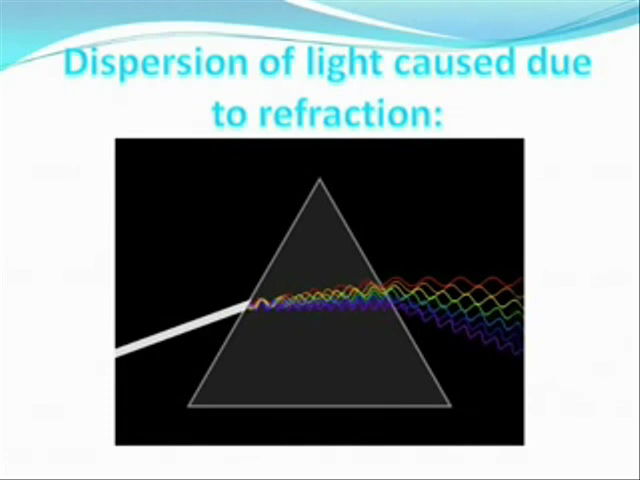 Dispersion of light caused due
to refraction: